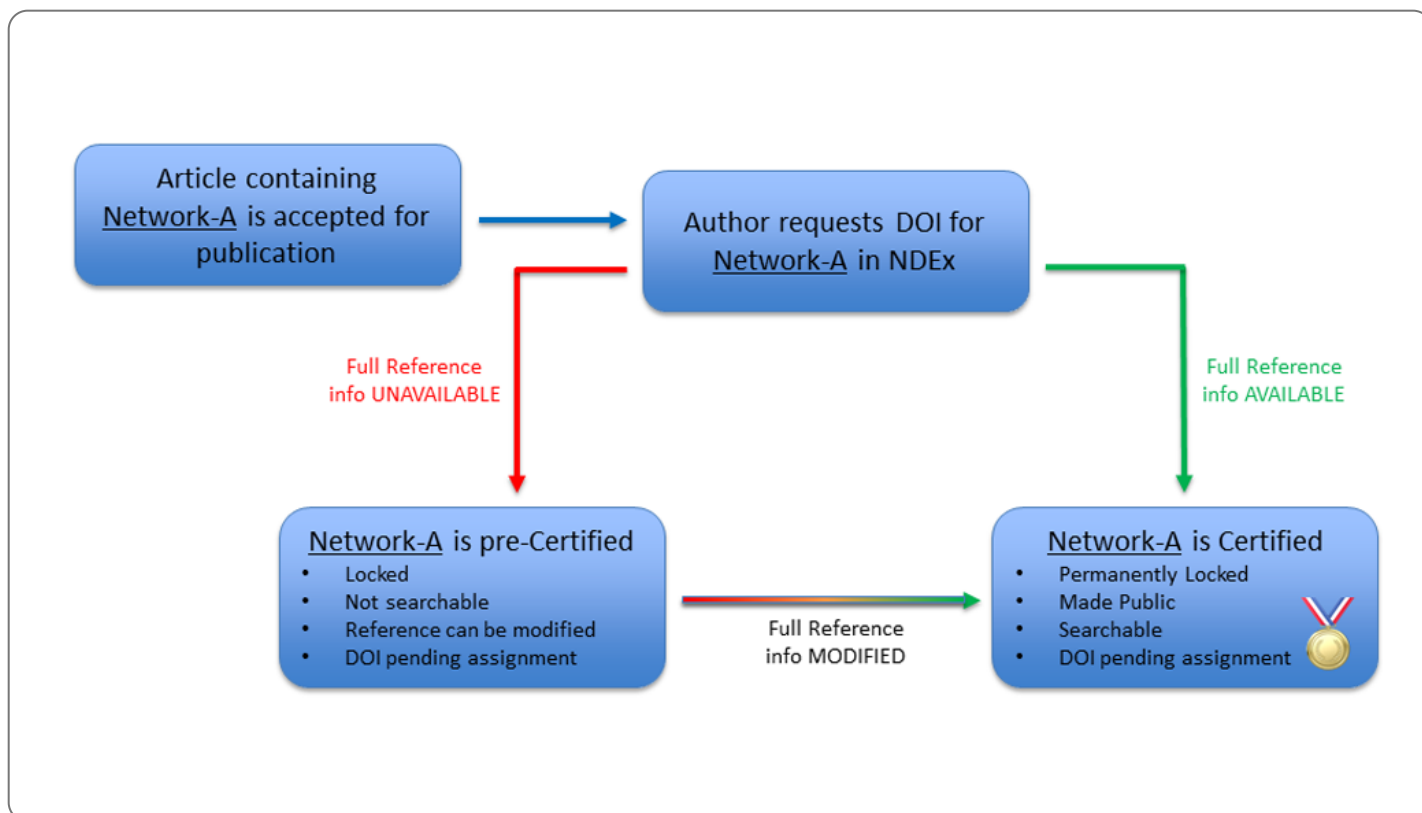 Article containing
Network-A is accepted for
publication
Author requests DOI for
Network-A in NDEx
Full Reference
info UNAVAILABLE
Full Reference
info AVAILABLE
Network-A is pre-Certified
• Locked
• Not searchable
• Reference can be modified
• DOI pending assignment
Full Reference
info MODIFIED
Network-A is Certified
• Permanently Locked
• Made Public
• Searchable
• DOI pending assignment